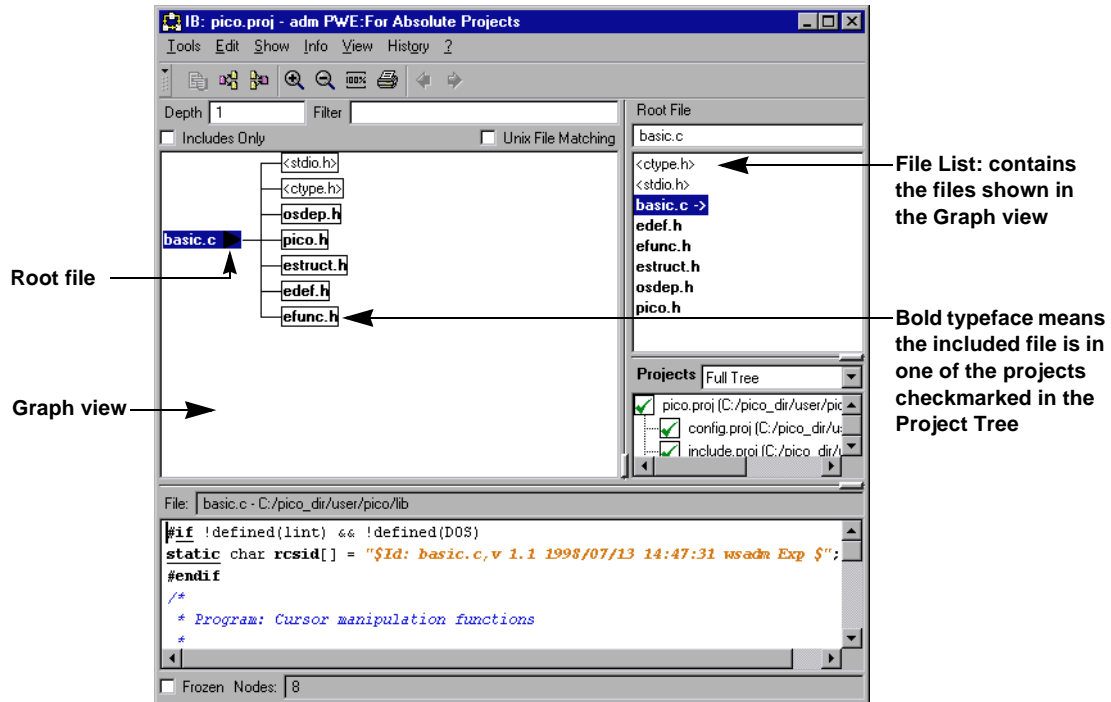 IB: pico.proj - adm PWE:For Absolute Projects
Tools Edit Show Info View History ?
100%
Depth 1 Filter
Includes Only Unix File Matching
Root File
basic.c
<stdio.h>
<ctype.h>
osdep.h
basic.c
pico.h
estruct.h
edef.h
efunc.h
<ctype.h>
<stdio.h>
basic.c ->
edef.h
efunc.h
estruct.h
osdep.h
pico.h
Projects Full Tree
pico.proj (C:/pico_dir/user/pic
config.proj (C:/pico_dir/u
include.proj (C:/pico_dir/
File: basic.c - C:/pico_dir/user/pico/lib
#if !defined(lint) && !defined(DOS)
static char rcsid[] = "$Id: basic.c,v 1.1 1998/07/13 14:47:31 wsadm Exp $";
#endif
/*
* Program: Cursor manipulation functions
*
Frozen Nodes: 8
Root file
Graph view
File List: contains
the files shown in
the Graph view
Bold typeface means
the included file is in
one of the projects
checkmarked in the
Project Tree